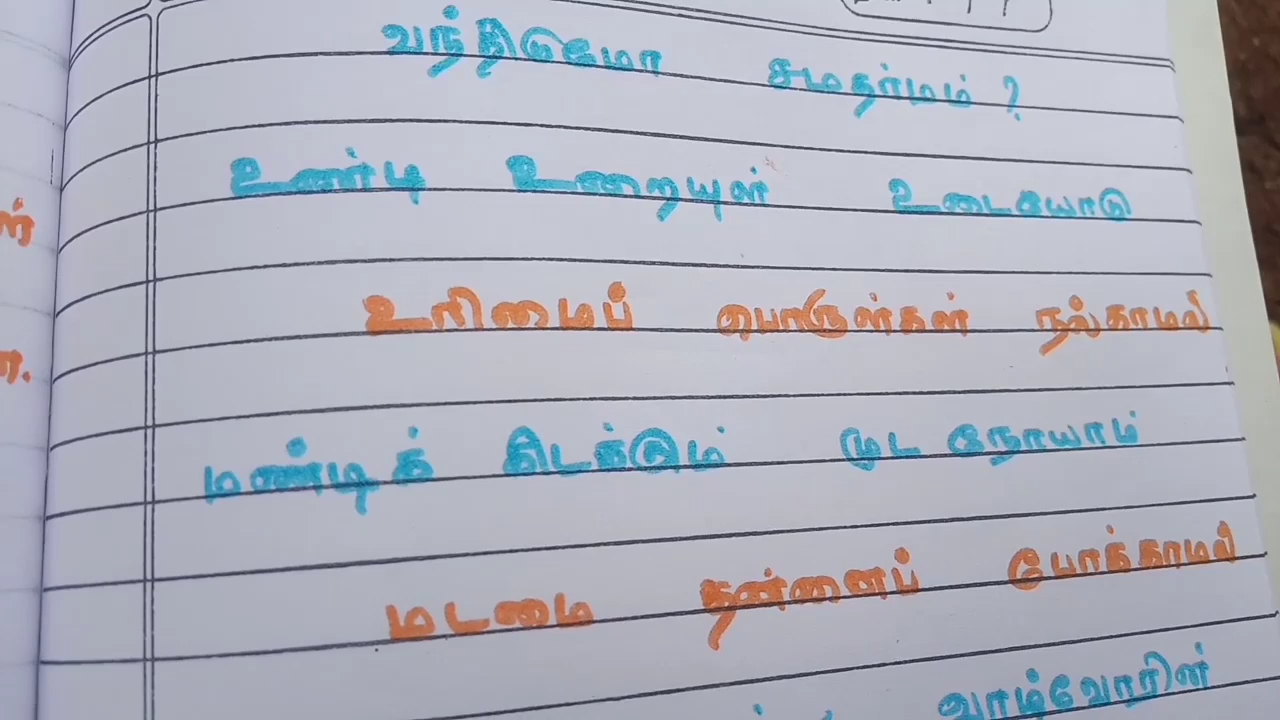 வந்திடுமோ சமதர்மம் ?
உண்டி உறையுள் உடையோடு
உரிமைப் பொருள்கள் நல்காமல்
மண்டிக் கிடக்கும் முட நோயாம்
மடமை தன்னைப் போக்காமல்
வாழ்வோரின்